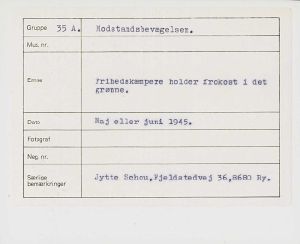 Gruppe 35 A. Modstandsbevægelsen.
Mus. nr.
Emne Frihedskæmpere holder frokost i det
grønne.
Dato Maj eller juni 1945.
Fotograf
Neg. nr.
Særlige
bemærkninger Jytte Schou, Fjeldstedvej 36, 8680 Ry.